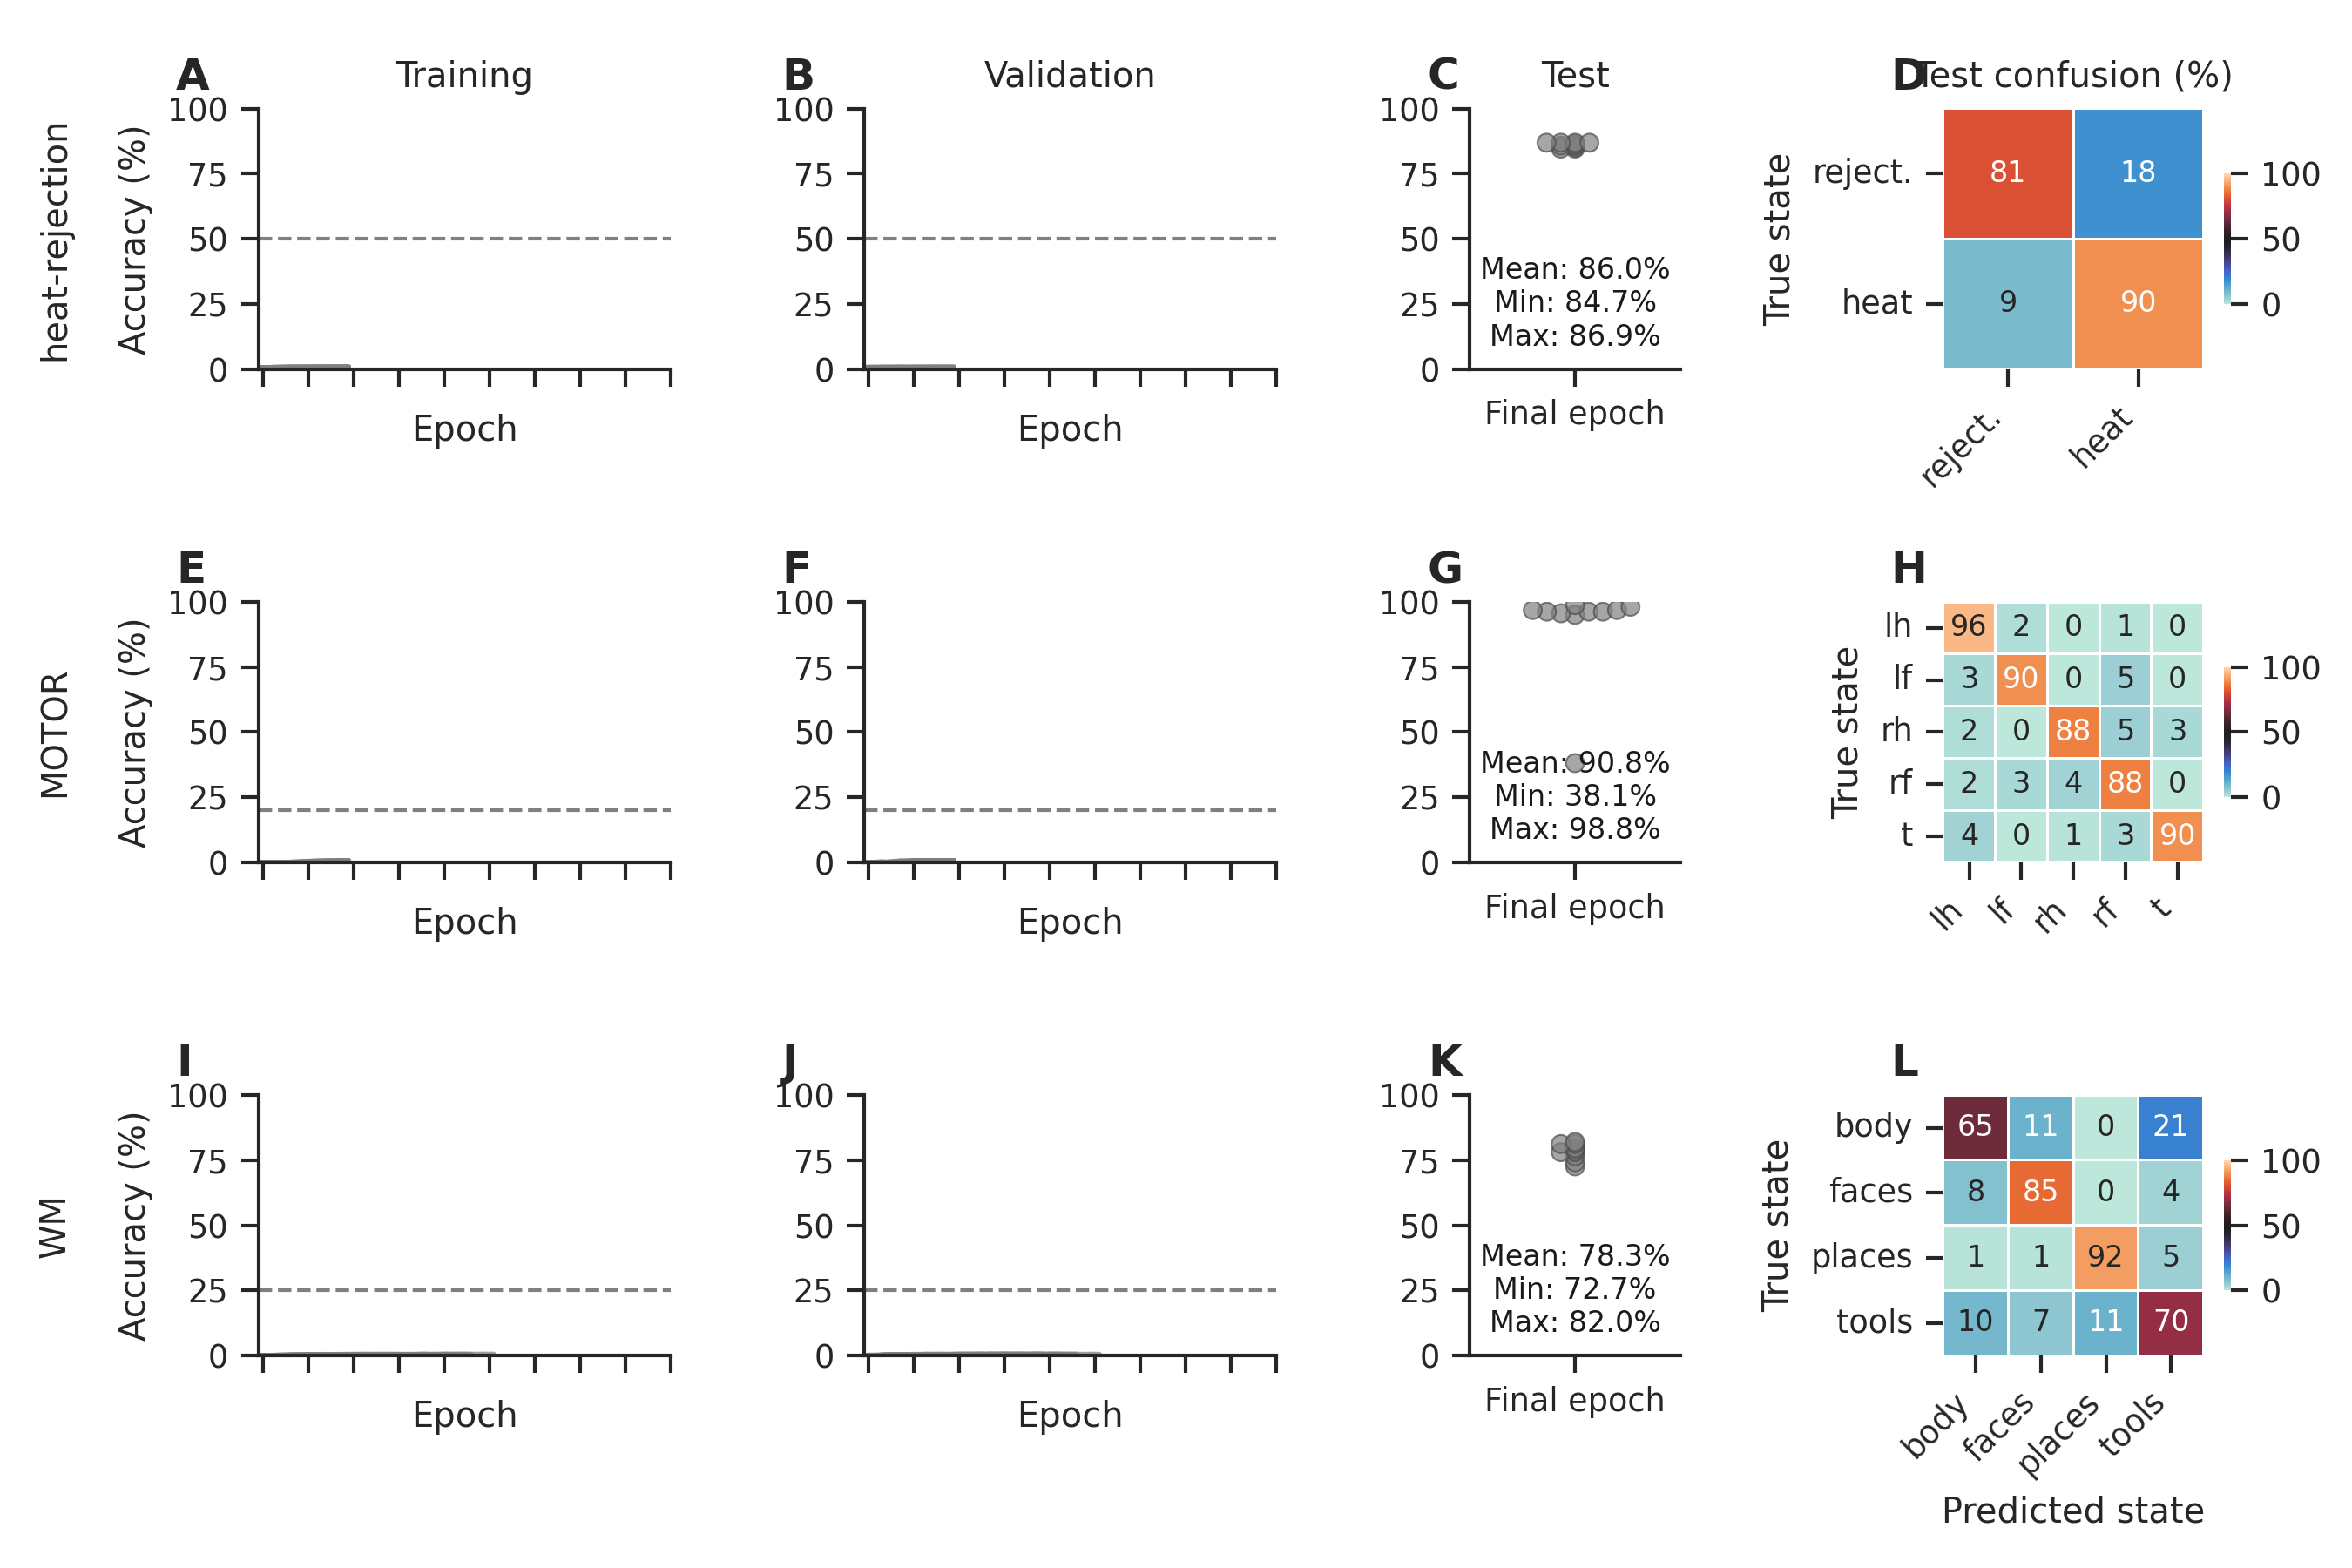 A
Training
B
Validation
C
Test
D
Test confusion (%)
heat-rejection
Accuracy (%)
100
75
50
25
0
Epoch
100
75
50
25
0
Epoch
100
75
50
25
0
Mean: 86.0%
Min: 84.7%
Max: 86.9%
Final epoch
True state
reject.
heat
81
18
9
90
reject.
heat
100
50
0
E
F
G
H
MOTOR
Accuracy (%)
100
75
50
25
0
Epoch
100
75
50
25
0
Epoch
100
75
50
25
0
Mean: 90.8%
Min: 38.1%
Max: 98.8%
Final epoch
True state
lh 96 2 0 1 0
lf 3 90 0 5 0
rh 2 0 88 5 3
rf 2 3 4 88 0
t 4 0 1 3 90
lh lf rh rf t
100
50
0
I
J
K
L
WM
Accuracy (%)
100
75
50
25
0
Epoch
100
75
50
25
0
Epoch
100
75
50
25
0
Mean: 78.3%
Min: 72.7%
Max: 82.0%
Final epoch
True state
body 65 11 0 21
faces 8 85 0 4
places 1 1 92 5
tools 10 7 11 70
body faces places tools
100
50
0
Predicted state